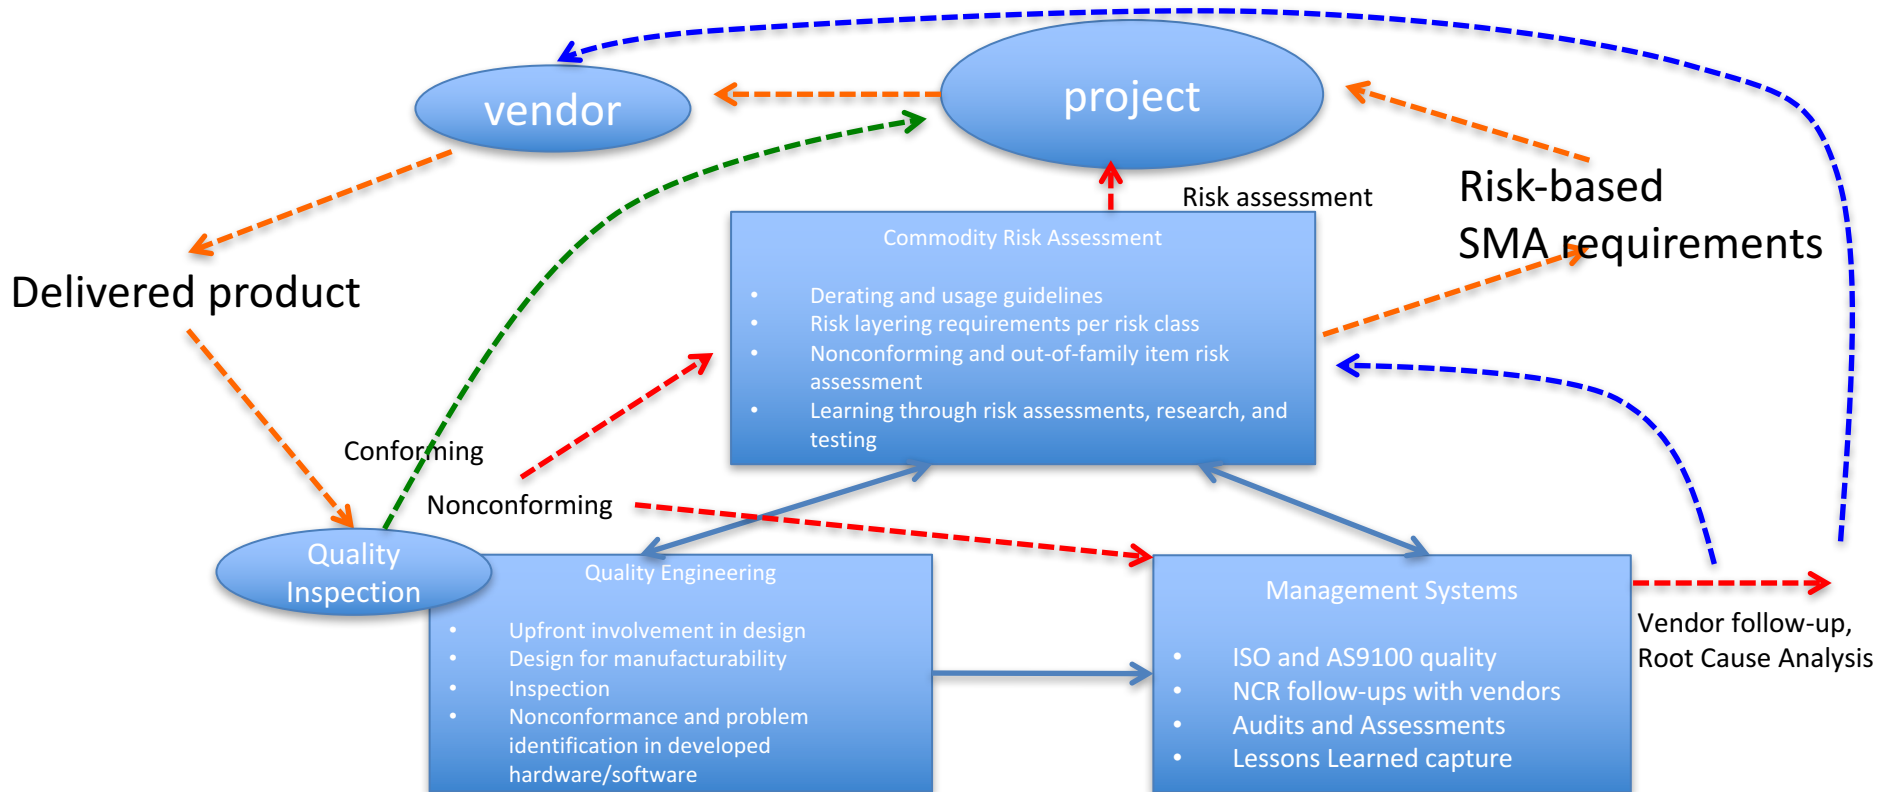 vendor
project
Risk assessment
Risk-based
SMA requirements
Delivered product
Commodity Risk Assessment
• Derating and usage guidelines
• Risk layering requirements per risk class
• Nonconforming and out-of-family item risk
assessment
• Learning through risk assessments, research, and
testing
Conforming
Nonconforming
Quality
Inspection
Quality Engineering
• Upfront involvement in design
• Design for manufacturability
• Inspection
• Nonconformance and problem
identification in developed
hardware/software
Management Systems
• ISO and AS9100 quality
• NCR follow-ups with vendors
• Audits and Assessments
• Lessons Learned capture
Vendor follow-up,
Root Cause Analysis